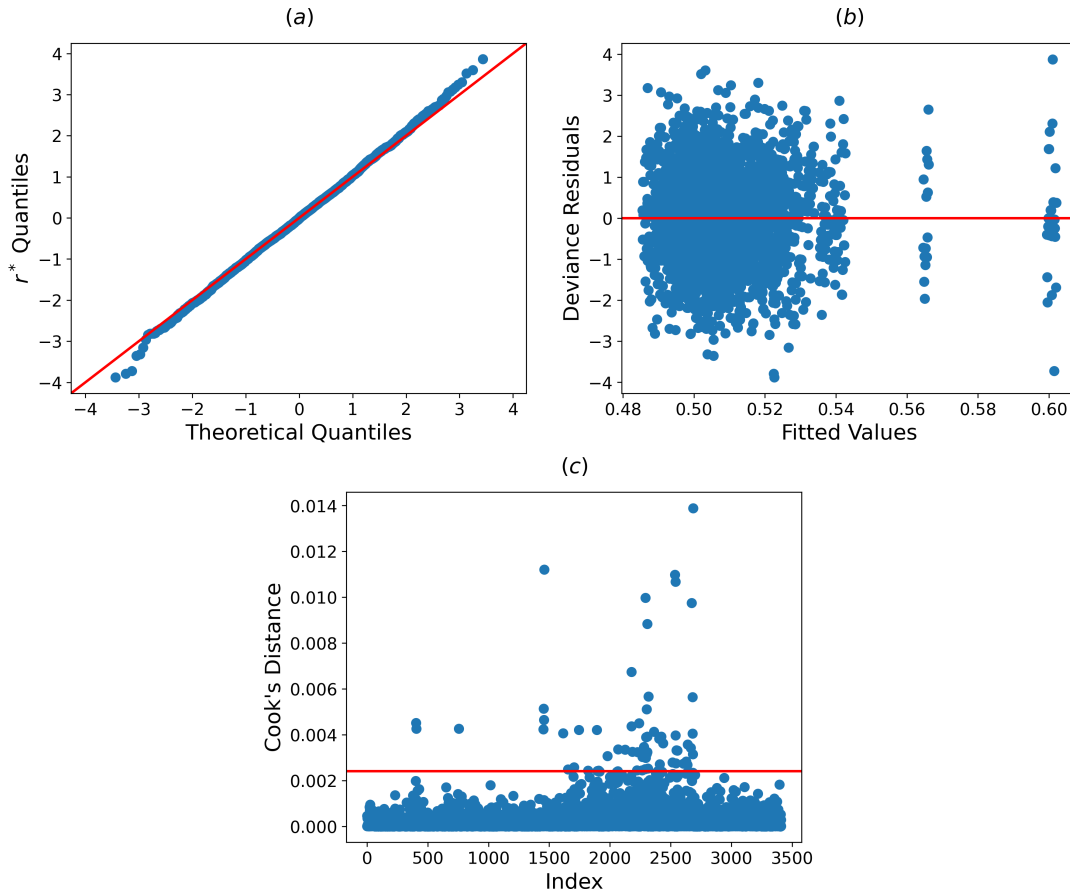 (a)
4
3
2
1
0
−1
−2
−3
−4
r* Quantiles
−4 −3 −2 −1 0 1 2 3 4
Theoretical Quantiles
(b)
4
3
2
1
0
−1
−2
−3
−4
Deviance Residuals
0.48 0.50 0.52 0.54 0.56 0.58 0.60
Fitted Values
(c)
0.014
0.012
0.010
0.008
0.006
0.004
0.002
0.000
Cook's Distance
0 500 1000 1500 2000 2500 3000 3500
Index